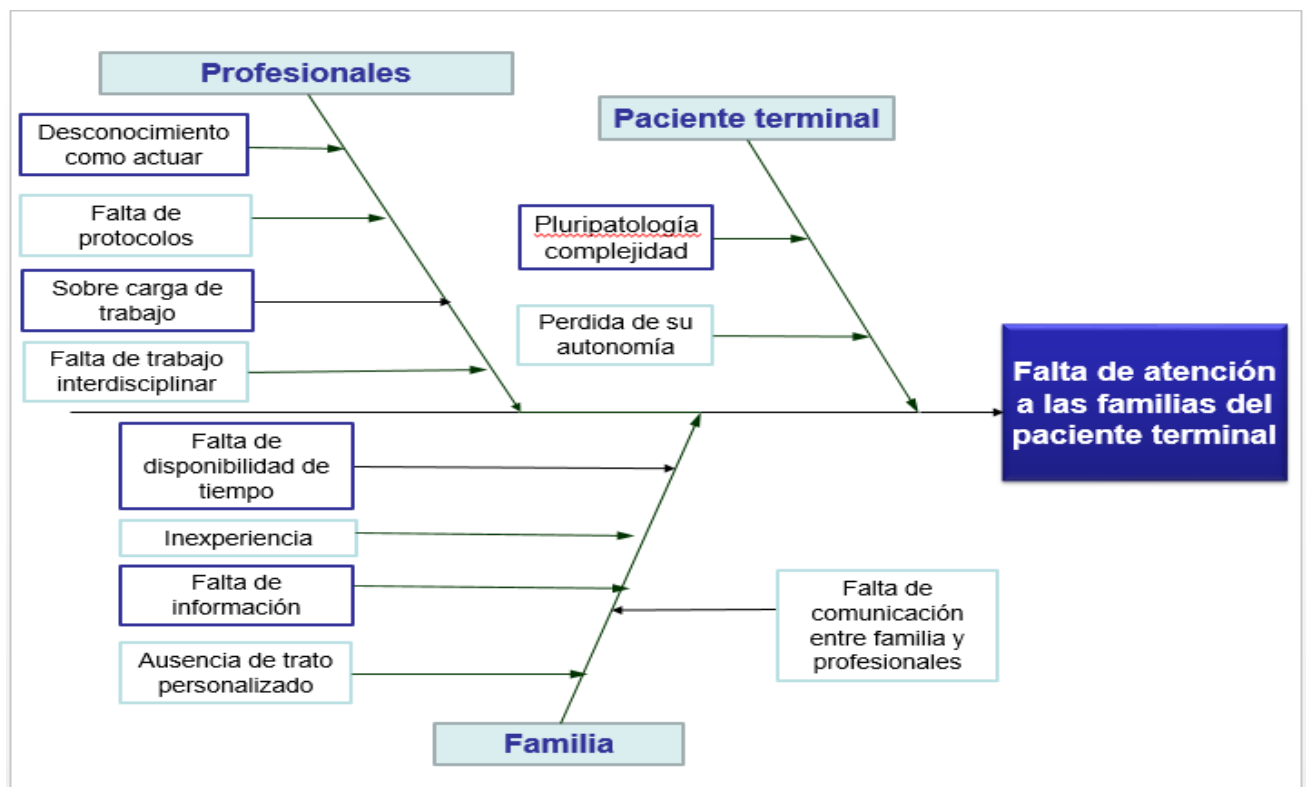 Profesionales
Paciente terminal
Desconocimiento
como actuar
Falta de
protocolos
Sobre carga de
trabajo
Falta de trabajo
interdisciplinar
Pluripatología
complejidad
Perdida de su
autonomía
Falta de atención
a las familias del
paciente terminal
Falta de
disponibilidad de
tiempo
Inexperiencia
Falta de
información
Ausencia de trato
personalizado
Falta de
comunicación
entre familia y
profesionales
Familia